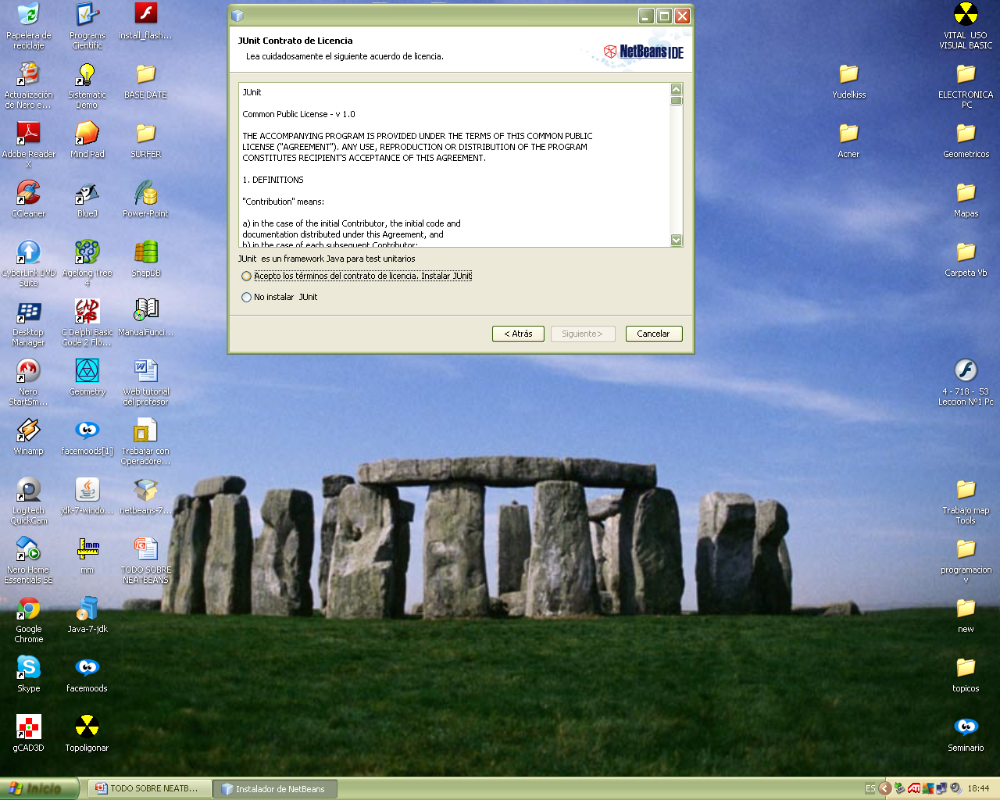 JUnit Contrato de Licencia
Lea cuidadosamente el siguiente acuerdo de licencia.
NetBeans IDE
JUnit
Common Public License - v 1.0
THE ACCOMPANYING PROGRAM IS PROVIDED UNDER THE TERMS OF THIS COMMON PUBLIC
LICENSE ("AGREEMENT"). ANY USE, REPRODUCTION OR DISTRIBUTION OF THE PROGRAM
CONSTITUTES RECIPIENT'S ACCEPTANCE OF THIS AGREEMENT.
1. DEFINITIONS
"Contribution" means:
a) in the case of the initial Contributor, the initial code and
documentation distributed under this Agreement, and
b) in the case of each subsequent Contributor:
JUnit es un framework Java para test unitarios
Acepto los términos del contrato de licencia. Instalar JUnit
No instalar JUnit
< Atrás
Siguiente>
Cancelar
Papelera de
reciclaje
Programs
Cientific
install_flash...
Actualización
de Nero e...
Sistematic
Demo
BASE DATE
Adobe Reader
X
Mind Pad
SURFER
CCleaner
BlueJ
Power-Point
CyberLink DVD
Suite
Agelong Tree
4
SnapDB
Desktop
Manager
C Delphi Basic
Code 2 Flo...
ManualFunci...
Nero
StartSm...
Geometry
Web tutorial
del profesor
Winamp
facemoods[1]
Trabajar con
Operadore...
Logitech
QuickCam
jdk-7-windo...
netbeans-7...
Nero Home
Essentials SE
mm
mm
TODO SOBRE
NEATBEANS
Google
Chrome
Java-7-jdk
Skype
facemoods
gCAD3D
Topoligonar
VITAL USO
VISUAL BASIC
Yudelkiss
ELECTRONICA
PC
Acner
Geometricos
Mapas
Carpeta Vb
4 - 718 - 53
Leccion Nº1 Pc
Trabajo map
Tools
programacion
v
new
topicos
Seminario
Inicio
TODO SOBRE NEATB...
Instalador de NetBeans
ES
18:44